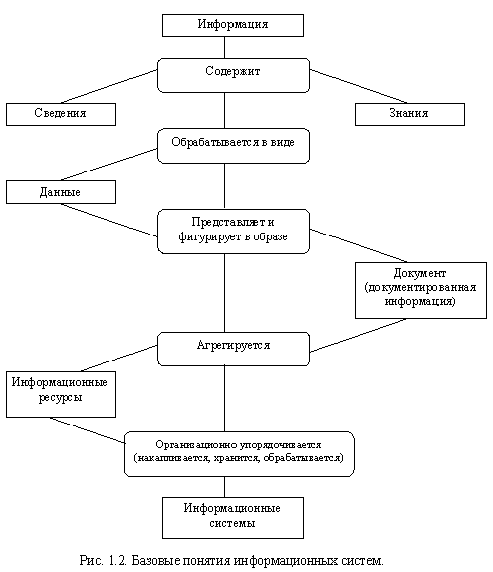 Информация
Содержит
Сведения
Знания
Обрабатывается в виде
Данные
Представляет и
фигурирует в образе
Документ
(документированная
информация)
Агрегируется
Информационные
ресурсы
Организационно упорядочивается
(накапливается, хранится, обрабатывается)
Информационные
системы
Рис. 1.2. Базовые понятия информационных систем.